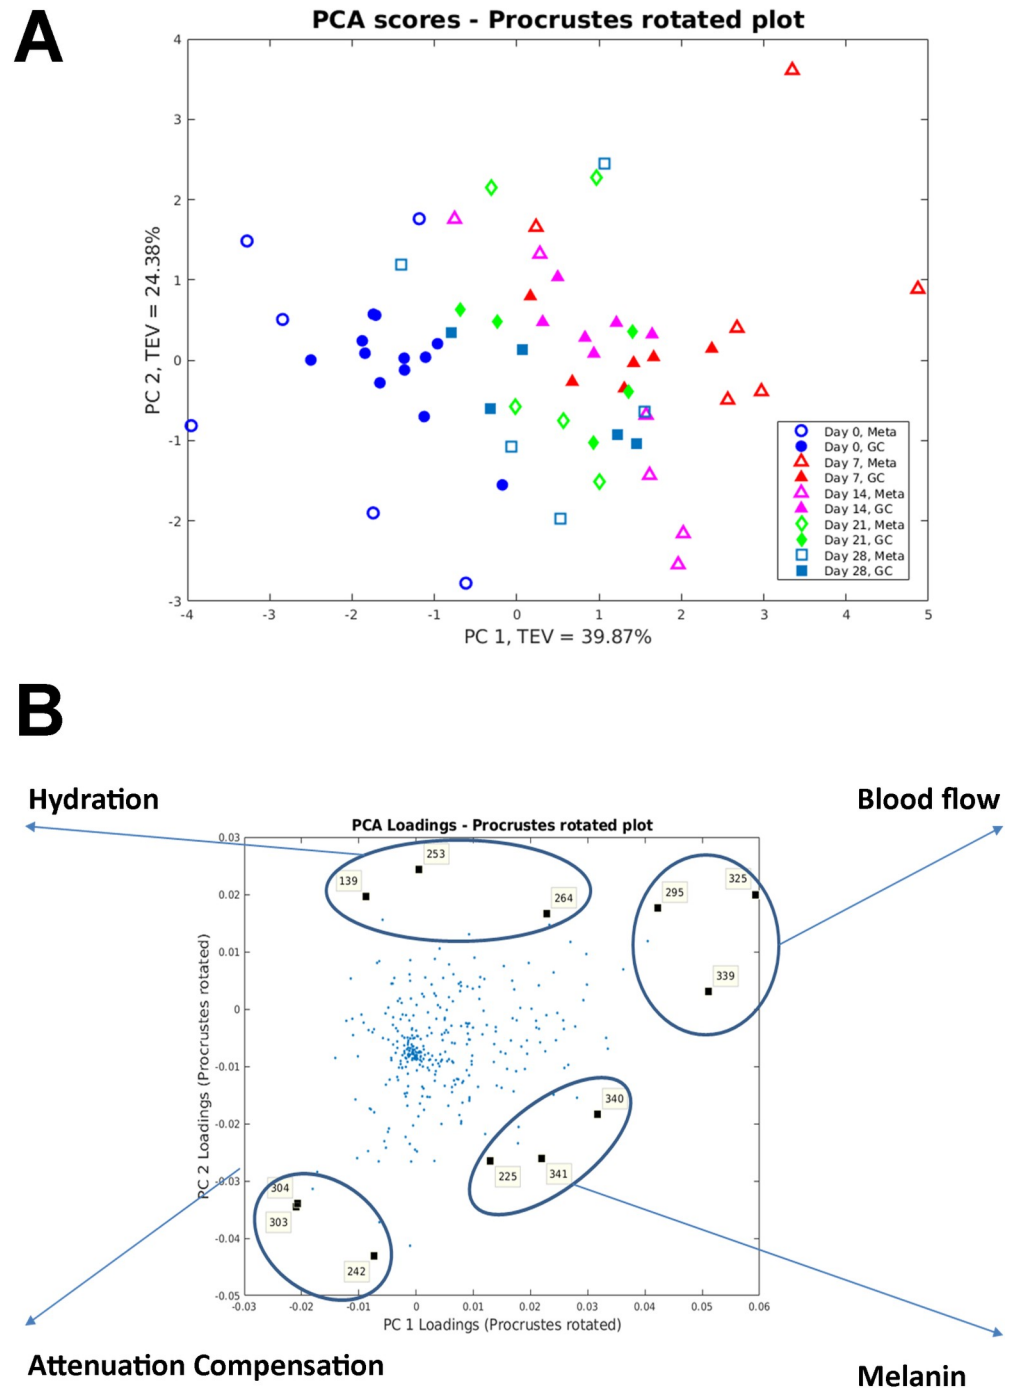 A
PCA scores - Procrustes rotated plot
4
3
2
1
0
-1
-2
-3
PC 2, TEV = 24.38%
-4 -3 -2 -1 0 1 2 3 4 5
PC 1, TEV = 39.87%
Day 0, Meta
Day 0, GC
Day 7, Meta
Day 7, GC
Day 14, Meta
Day 14, GC
Day 21, Meta
Day 21, GC
Day 28, Meta
Day 28, GC
B
Hydration
Blood flow
PCA Loadings - Procrustes rotated plot
0.03
0.02
0.01
0
-0.01
-0.02
-0.03
-0.04
-0.05
PC 2 Loadings (Procrustes rotated)
253
139
264
325
295
339
340
225
341
304
303
242
-0.03 -0.02 -0.01 0 0.01 0.02 0.03 0.04 0.05 0.06
PC 1 Loadings (Procrustes rotated)
Attenuation Compensation
Melanin